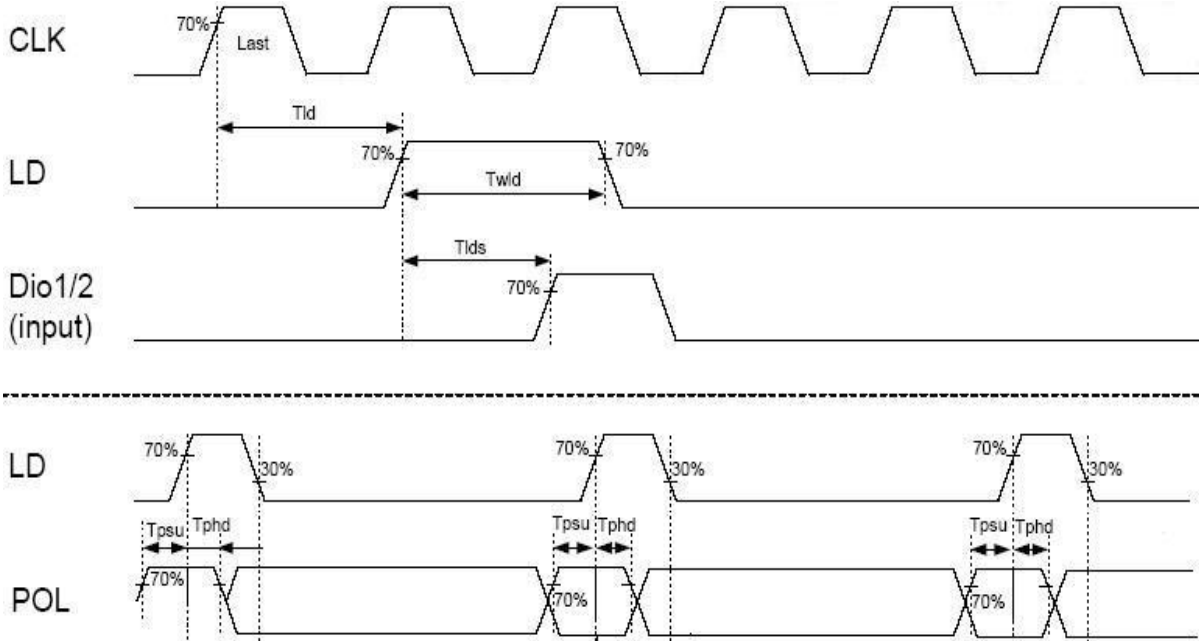 CLK
70%
Last
Tld
LD
70%
70%
Twld
Tlds
Dio1/2
(input)
70%
LD
70%
30%
70%
30%
70%
30%
Tpsu Tphd
Tpsu Tphd
Tpsu Tphd
POL
70%
70%
70%